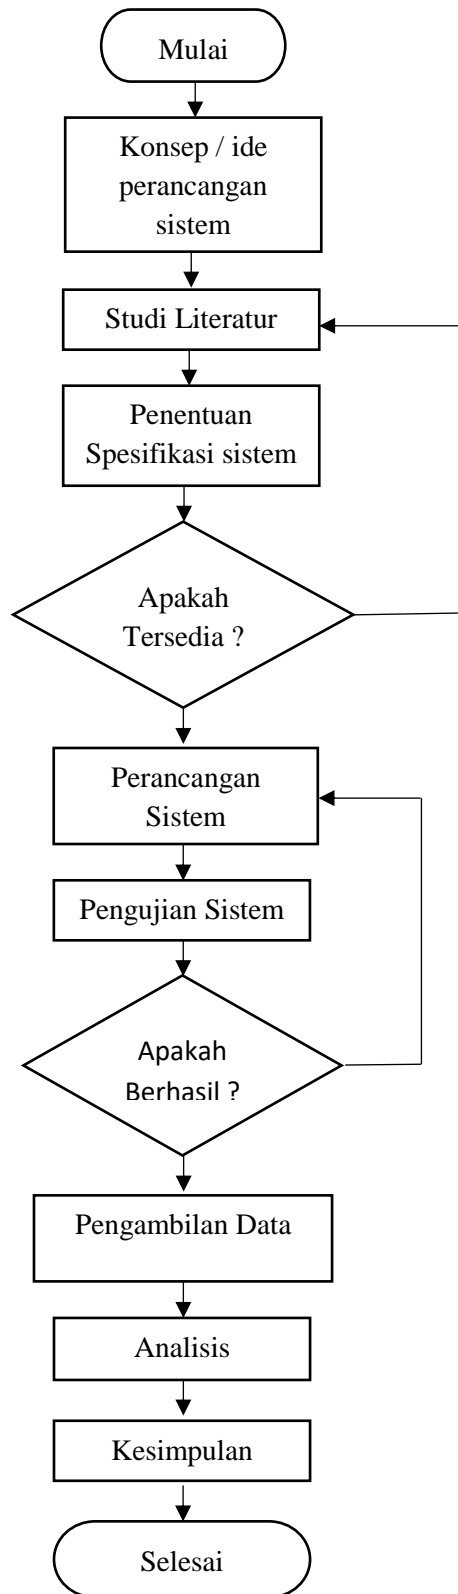 Mulai
Konsep / ide
perancangan
sistem
Studi Literatur
Penentuan
Spesifikasi sistem
Apakah
Tersedia ?
Perancangan
Sistem
Pengujian Sistem
Apakah
Berhasil ?
Pengambilan Data
Analisis
Kesimpulan
Selesai